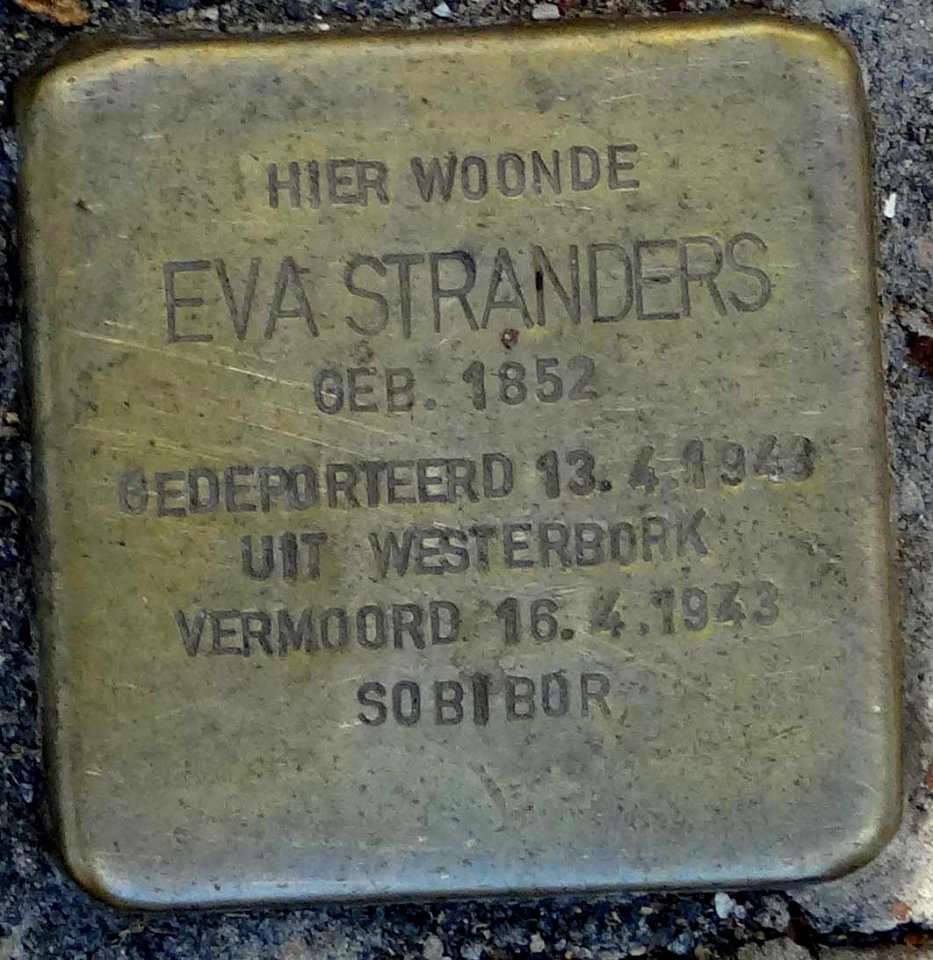 HIER WOONDE
EVA STRANDERS
GEB. 1852
GEDEPORTEERD 13.4.1943
UIT WESTERBORK
VERMOORD 16.4.1943
SOBIBOR